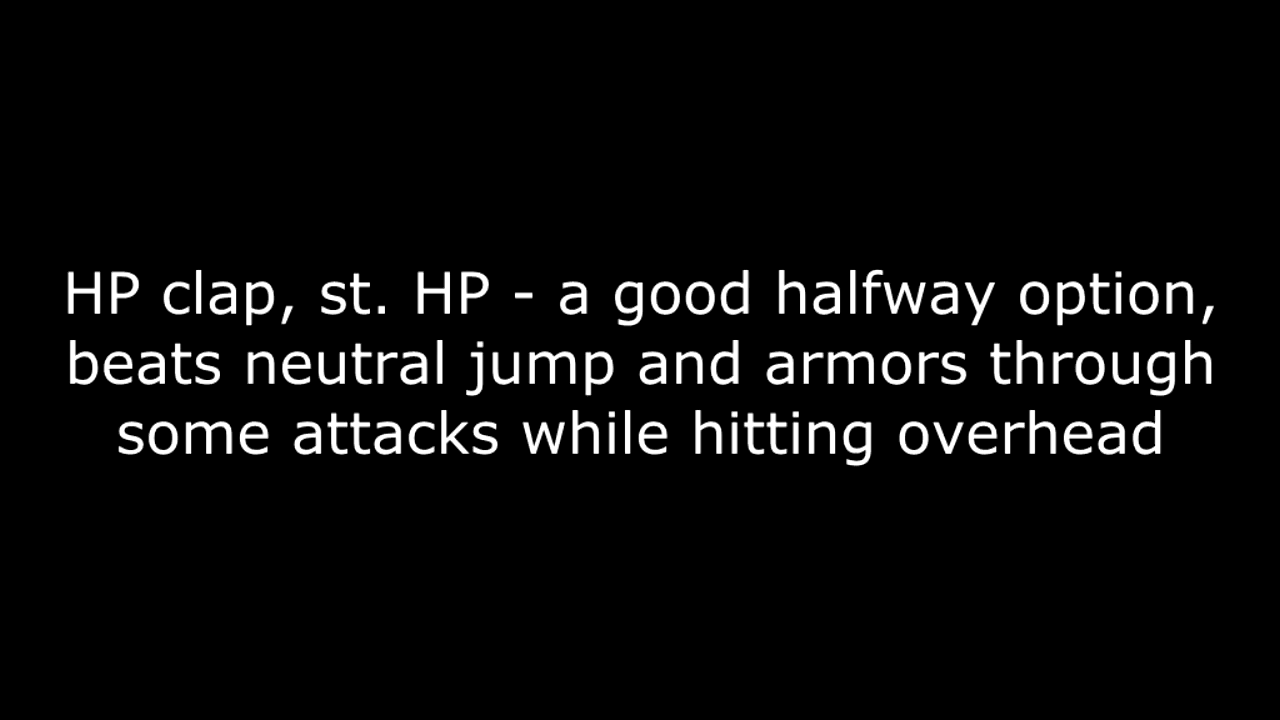 HP clap, st. HP - a good halfway option,
beats neutral jump and armors through
some attacks while hitting overhead